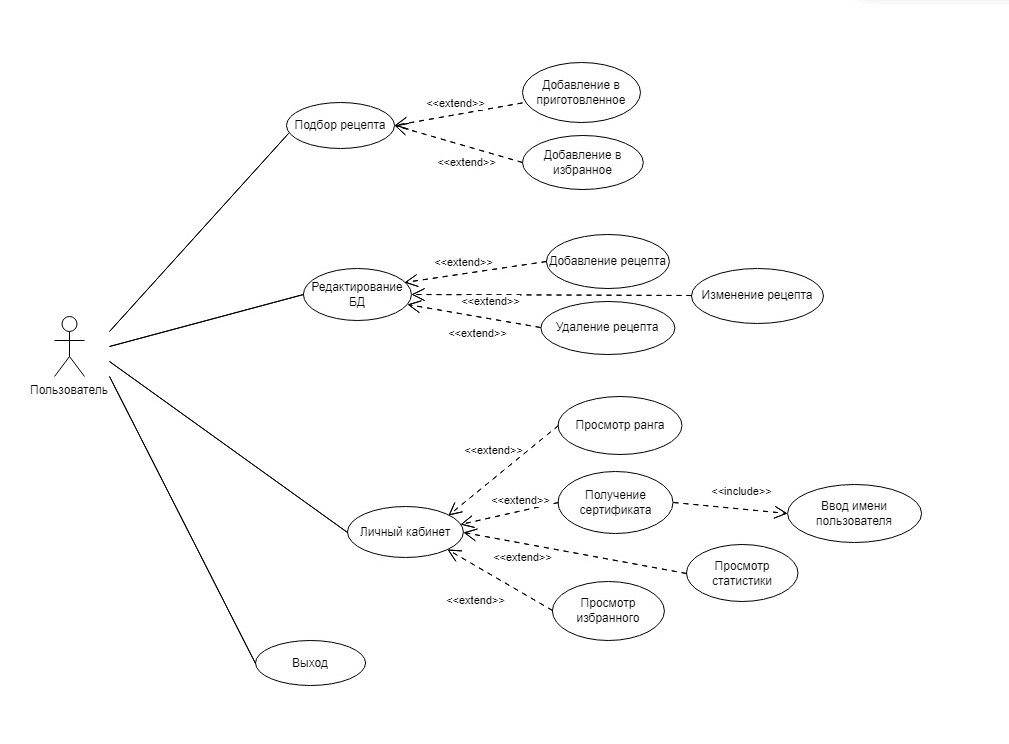 Добавление в
приготовленное
<<extend>>
Подбор рецепта
Добавление в
избранное
<<extend>>
Добавление рецепта
<<extend>>
Редактирование
БД
Изменение рецепта
<<extend>>
Удаление рецепта
<<extend>>
Пользователь
Просмотр ранга
<<extend>>
Получение
сертификата
<<extend>>
<<include>>
Ввод имени
пользователя
Личный кабинет
<<extend>>
Просмотр
статистики
<<extend>>
Просмотр
избранного
Выход